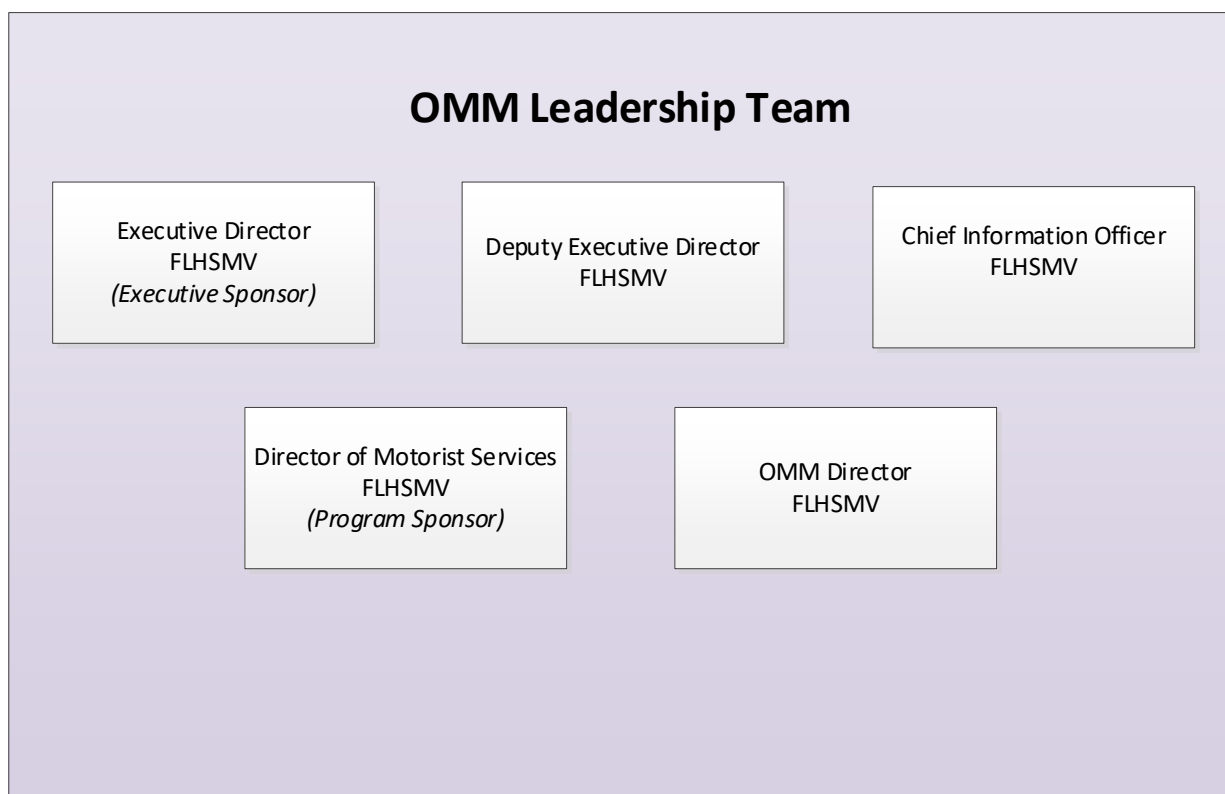 OMM Leadership Team
Executive Director
FLHSMV
(Executive Sponsor)
Deputy Executive Director
FLHSMV
Chief Information Officer
FLHSMV
Director of Motorist Services
FLHSMV
(Program Sponsor)
OMM Director
FLHSMV